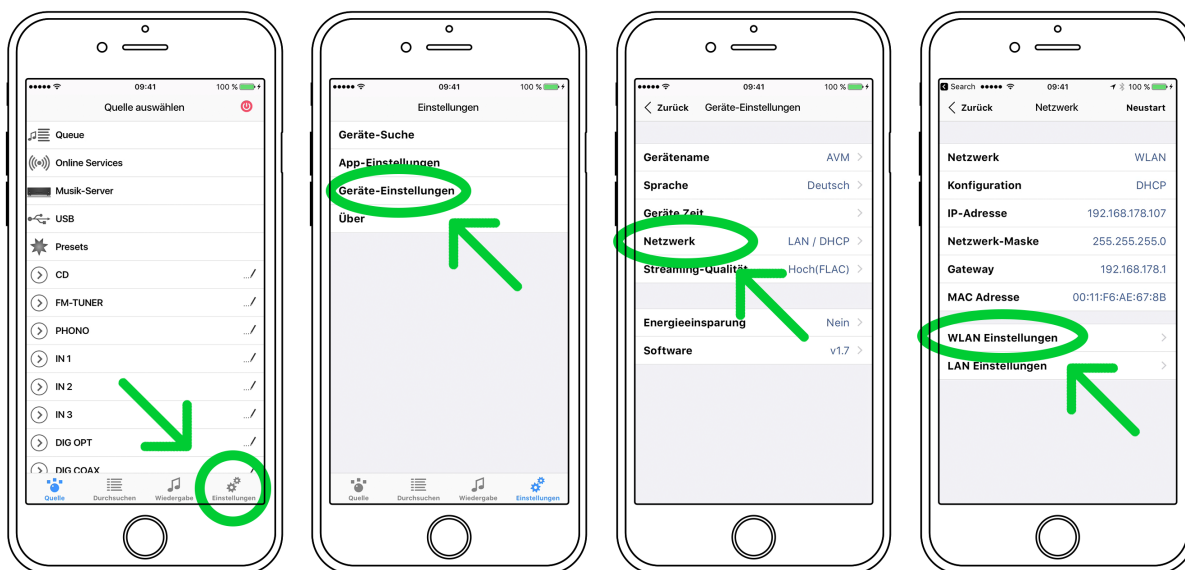 09:41
100 %
Quelle auswählen
Queue
Online Services
Musik-Server
USB
Presets
CD .../
FM-TUNER .../
PHONO .../
IN 1 .../
IN 2 .../
IN 3 .../
DIG OPT .../
DIG COAX
Quelle Durchsuchen Wiedergabe Einstellungen
09:41
100 %
Einstellungen
Geräte-Suche
App-Einstellungen
Geräte-Einstellungen
Über
Quelle Durchsuchen Wiedergabe Einstellungen
09:41
100 %
Zurück Geräte-Einstellungen
Gerätename AVM
Sprache Deutsch
Geräte Zeit
Netzwerk LAN / DHCP
Streaming-Qualität Hoch(FLAC)
Energieeinsparung Nein
Software v1.7
Search 09:41 100 %
Zurück Netzwerk Neustart
Netzwerk WLAN
Konfiguration DHCP
IP-Adresse 192.168.178.107
Netzwerk-Maske 255.255.255.0
Gateway 192.168.178.1
MAC Adresse 00:11:F6:AE:67:8B
WLAN Einstellungen
LAN Einstellungen